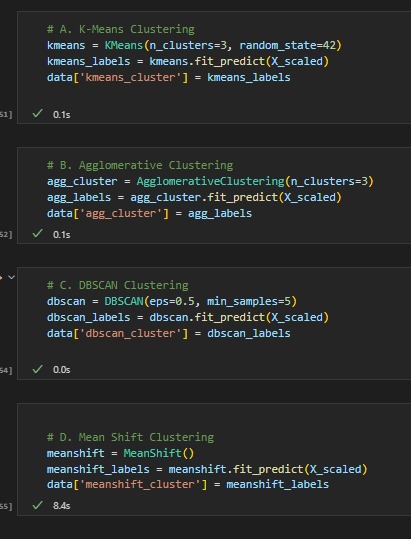 # A. K-Means Clustering
kmeans = KMeans(n_clusters=3, random_state=42)
kmeans_labels = kmeans.fit_predict(X_scaled)
data['kmeans_cluster'] = kmeans_labels
51]
0.1s
# B. Agglomerative Clustering
agg_cluster = AgglomerativeClustering(n_clusters=3)
agg_labels = agg_cluster.fit_predict(X_scaled)
data['agg_cluster'] = agg_labels
52]
0.1s
# C. DBSCAN Clustering
dbscan = DBSCAN(eps=0.5, min_samples=5)
dbscan_labels = dbscan.fit_predict(X_scaled)
data['dbscan_cluster'] = dbscan_labels
54]
0.0s
# D. Mean Shift Clustering
meanshift = MeanShift()
meanshift_labels = meanshift.fit_predict(X_scaled)
data['meanshift_cluster'] = meanshift_labels
55]
8.4s